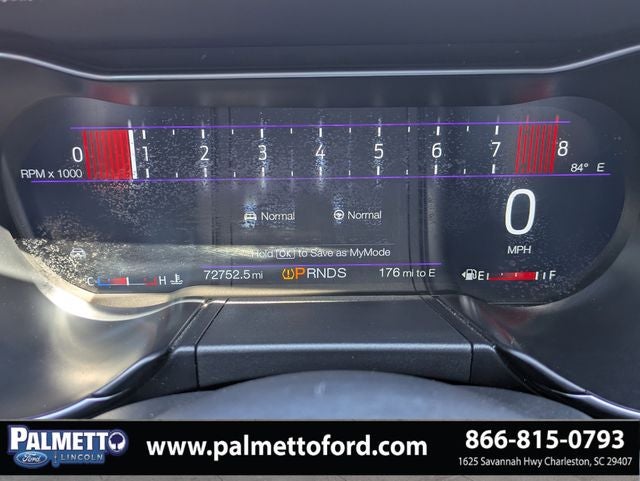 0 1 2 3 4 5 6 7 8
RPM x 1000 84° E
Normal Normal
0
MPH
Hold [OK] to Save as MyMode
C H 72752.5 mi PRNDS 176 mi to E E F
PALMETTO
Ford LINCOLN
www.palmettoford.com
866-815-0793
1625 Savannah Hwy Charleston, SC 29407